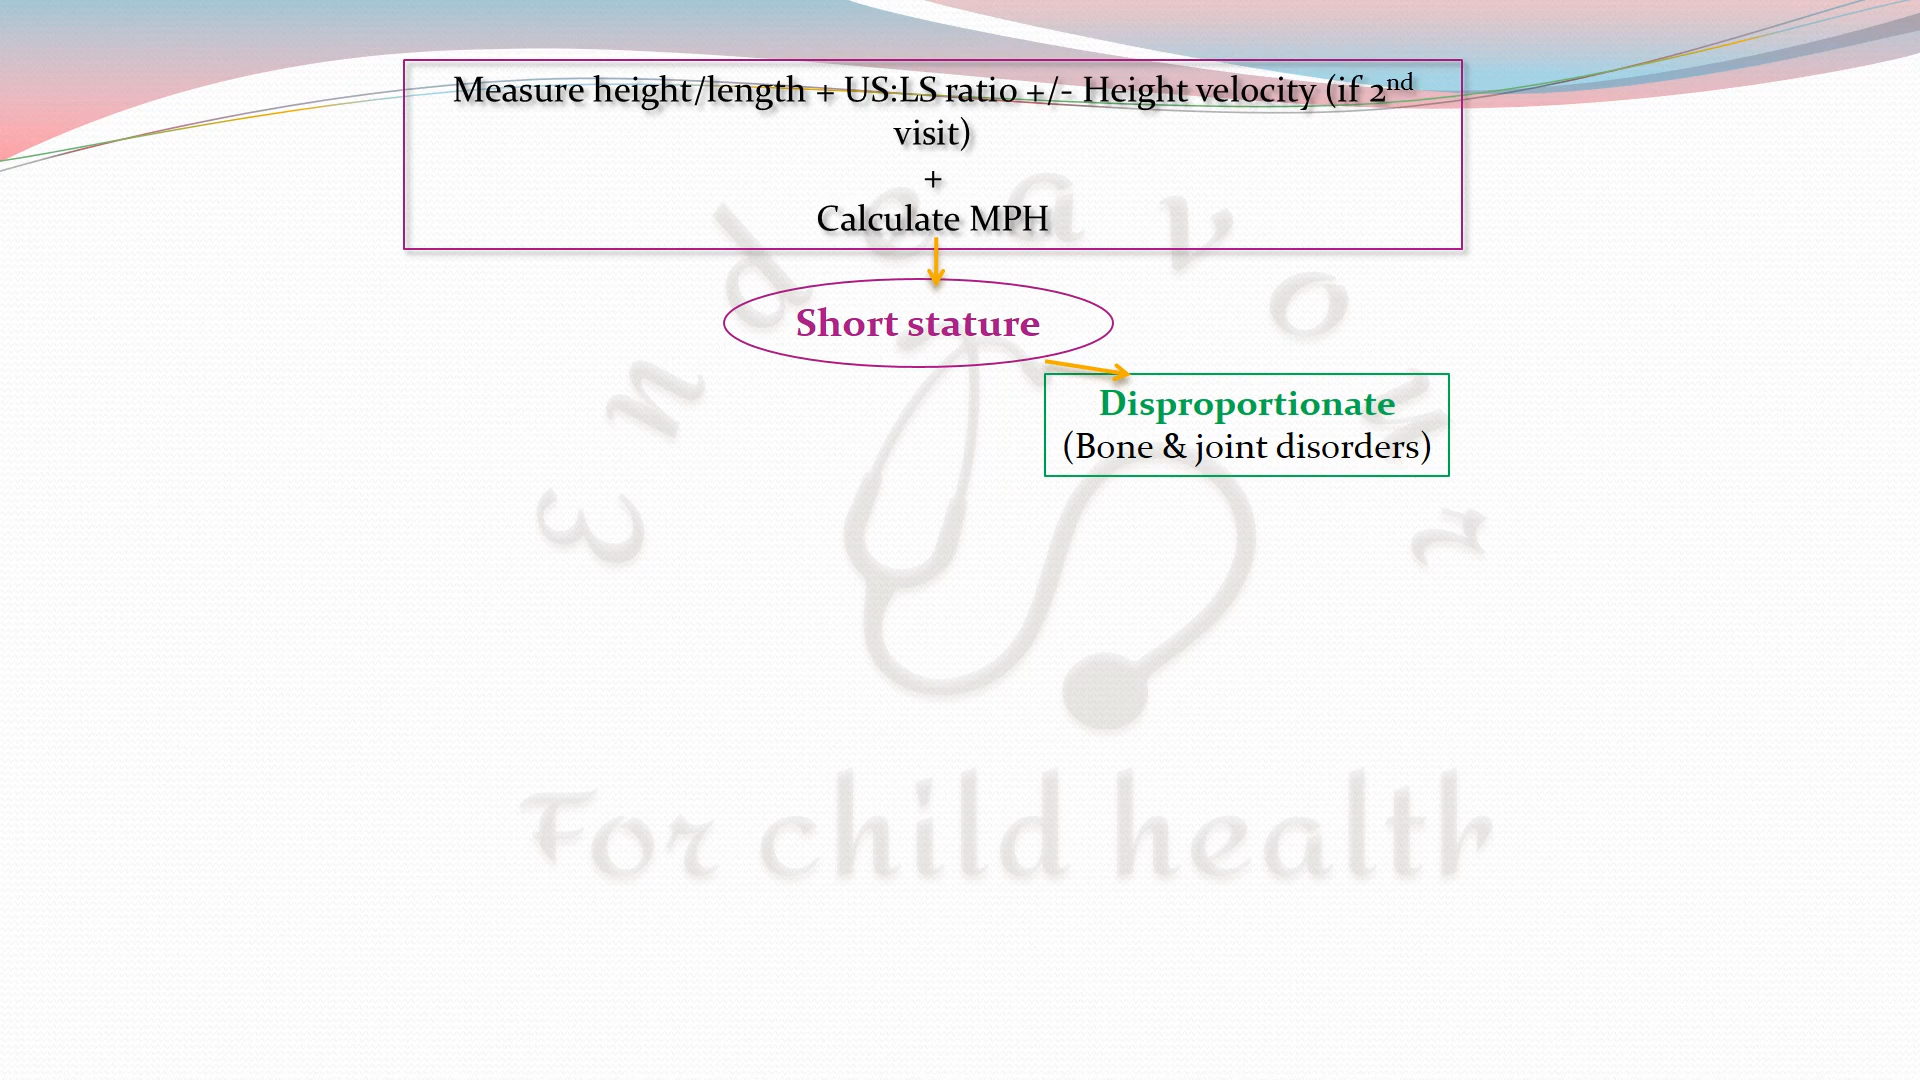 Measure height/length + US:LS ratio +/- Height velocity (if 2nd
visit)
+
Calculate MPH
Short stature
Disproportionate
(Bone & joint disorders)
Endeavour
For child health